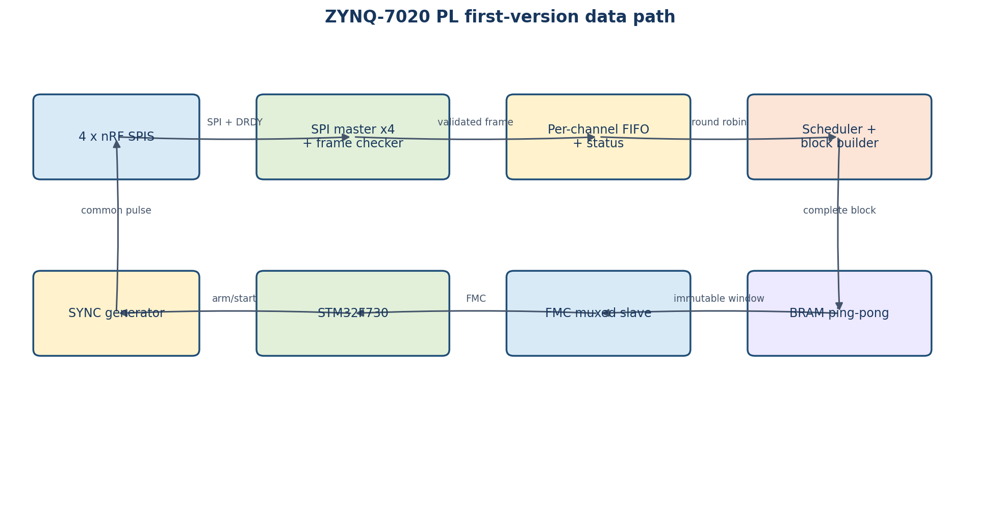 ZYNQ-7020 PL first-version data path
4 x nRF SPIS
SPI + DRDY
SPI master x4
+ frame checker
validated frame
Per-channel FIFO
+ status
round robin
Scheduler +
block builder
common pulse
complete block
SYNC generator
arm/start
STM32F730
FMC
FMC muxed slave
immutable window
BRAM ping-pong